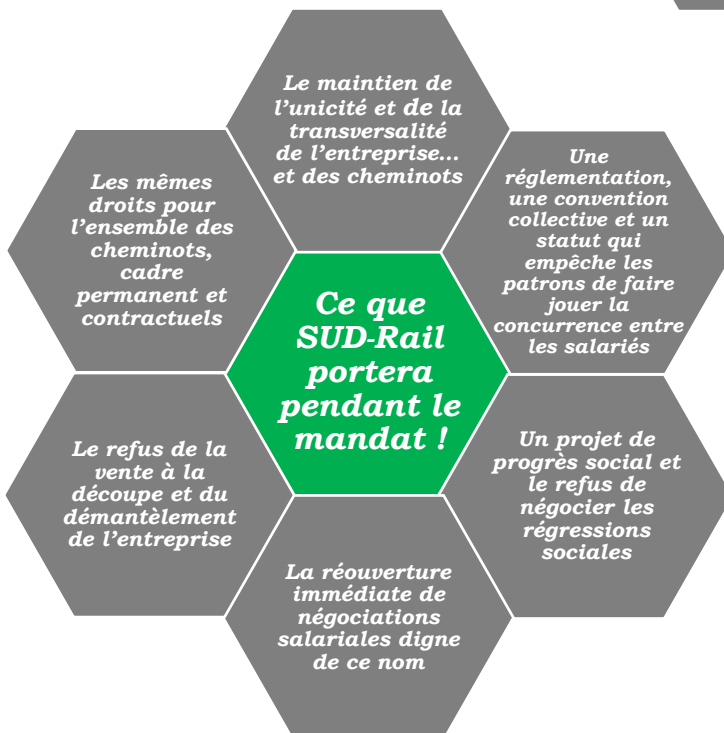 Le maintien de
l'unicité et de la
transversalité
de l'entreprise...
et des cheminots
Les mêmes
droits pour
l'ensemble des
cheminots,
cadre
permanent et
contractuels
Une
réglementation,
une convention
collective et un
statut qui
empêche les
patrons de faire
jouer la
concurrence entre
les salariés
Ce que
SUD-Rail
portera
pendant le
mandat !
Le refus de la
vente à la
découpe et du
démantèlement
de l'entreprise
Un projet de
progrès social et
le refus de
négocier les
régressions
sociales
La réouverture
immédiate de
négociations
salariales digne
de ce nom